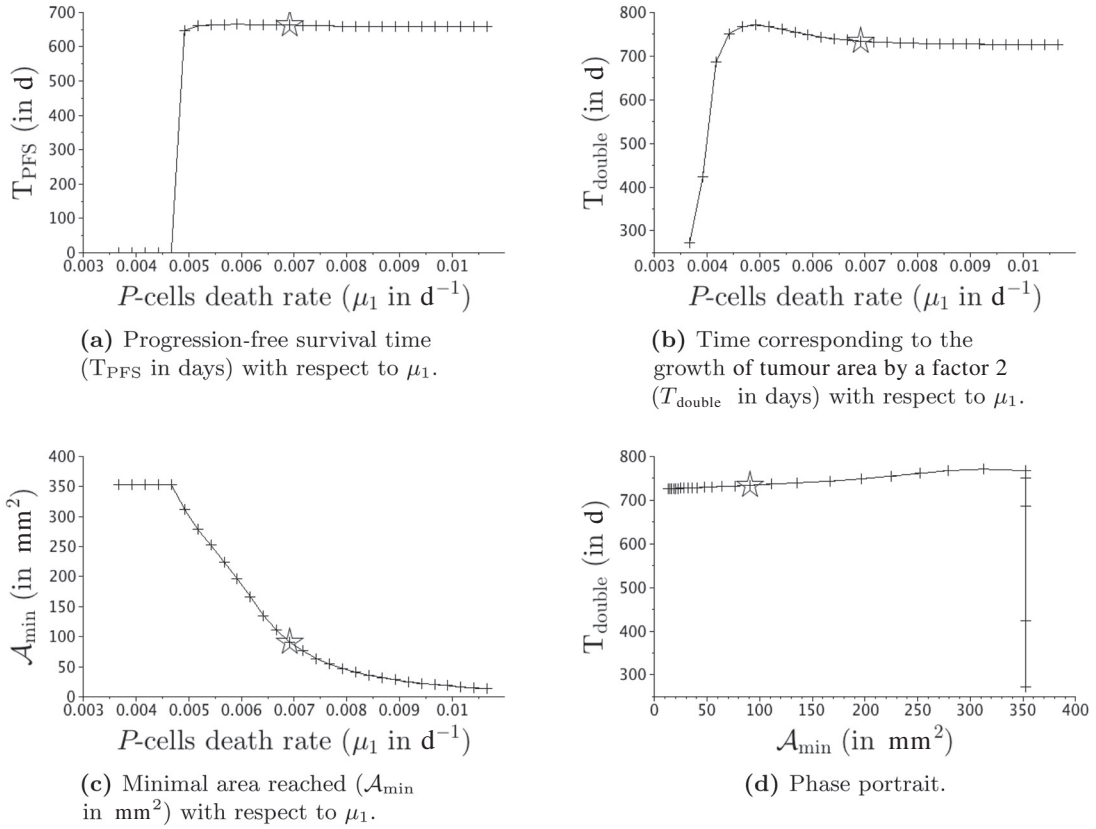 700
600
500
400
300
200
100
0
T_PFS (in d)
0.003 0.004 0.005 0.006 0.007 0.008 0.009 0.01
P-cells death rate (μ₁ in d⁻¹)
(a) Progression-free survival time
(T_PFS in days) with respect to μ₁.
800
700
600
500
400
300
T_double (in d)
0.003 0.004 0.005 0.006 0.007 0.008 0.009 0.01
P-cells death rate (μ₁ in d⁻¹)
(b) Time corresponding to the
growth of tumour area by a factor 2
(T_double in days) with respect to μ₁.
400
350
300
250
200
150
100
50
0
𝒜_min (in mm²)
0.003 0.004 0.005 0.006 0.007 0.008 0.009 0.01
P-cells death rate (μ₁ in d⁻¹)
(c) Minimal area reached (𝒜_min
in mm²) with respect to μ₁.
800
700
600
500
400
300
T_double (in d)
0 50 100 150 200 250 300 350 400
𝒜_min (in mm²)
(d) Phase portrait.